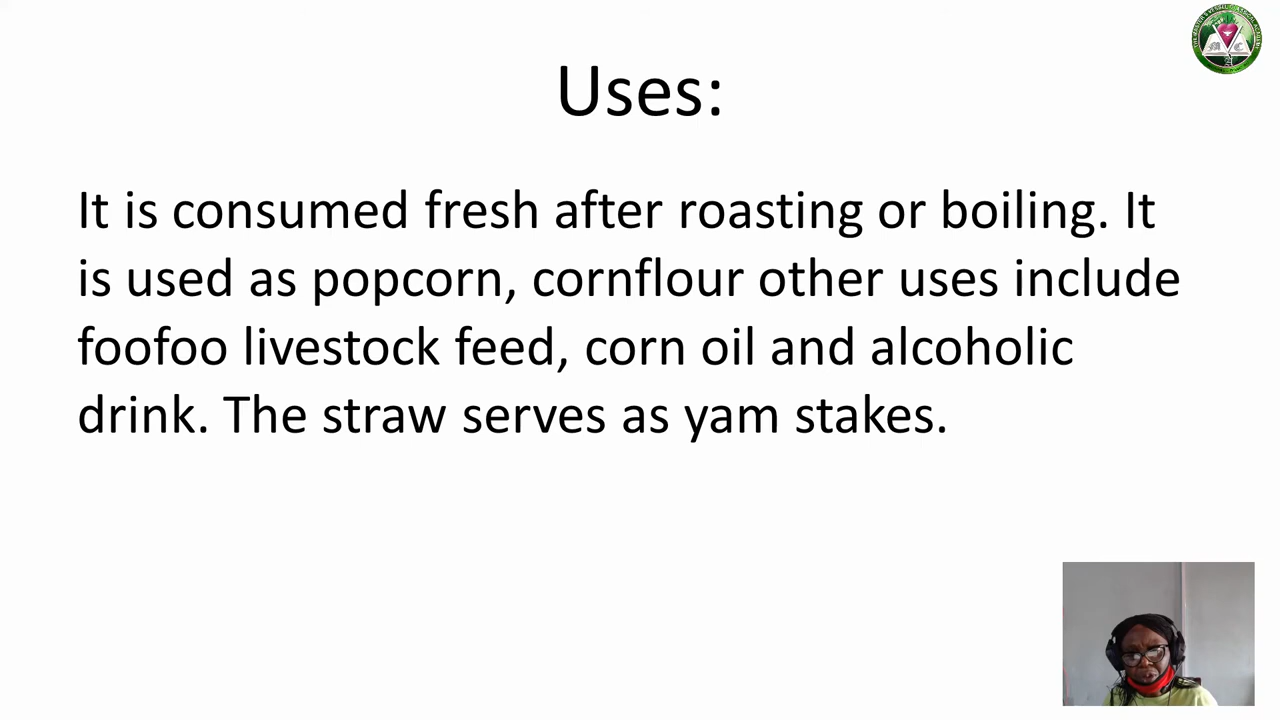 Uses:
It is consumed fresh after roasting or boiling. It
is used as popcorn, cornflour other uses include
foofoo livestock feed, corn oil and alcoholic
drink. The straw serves as yam stakes.